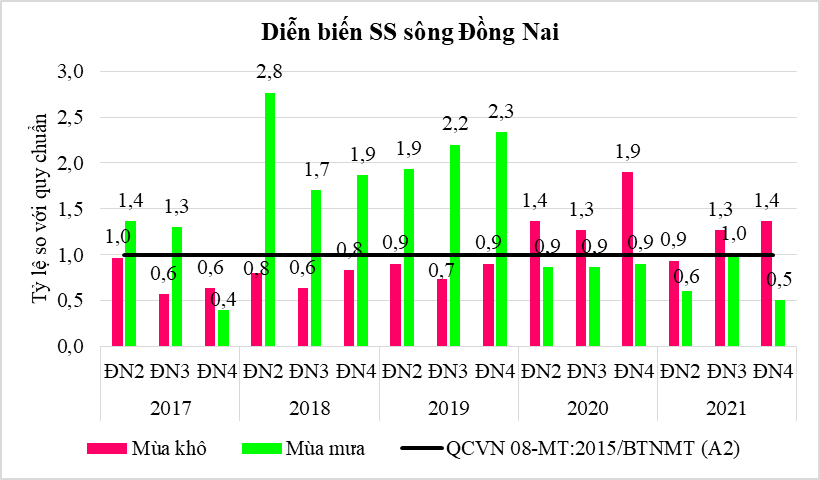 Diễn biến SS sông Đồng Nai
Tỷ lệ so với quy chuẩn
3,0
2,5
2,0
1,5
1,0
0,5
0,0
1,0 1,4 0,6 1,3 0,6 0,4 0,8 2,8 0,6 1,7 0,8 1,9 0,9 1,9 0,7 2,2 0,9 2,3 1,4 0,9 1,3 0,9 1,9 0,9 0,9 0,6 1,3 1,0 1,4 0,5
ĐN2 ĐN3 ĐN4 ĐN2 ĐN3 ĐN4 ĐN2 ĐN3 ĐN4 ĐN2 ĐN3 ĐN4 ĐN2 ĐN3 ĐN4
2017 2018 2019 2020 2021
Mùa khô Mùa mưa QCVN 08-MT:2015/BTNMT (A2)